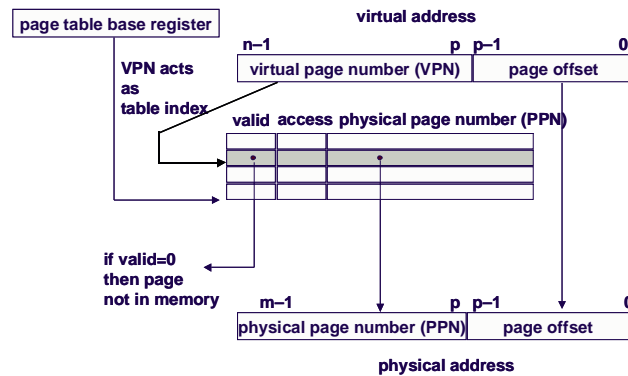 page table base register
virtual address
n–1 p p–1 0
VPN acts
as
table index
virtual page number (VPN) page offset
valid access physical page number (PPN)
if valid=0
then page
not in memory
m–1 p p–1 0
physical page number (PPN) page offset
physical address